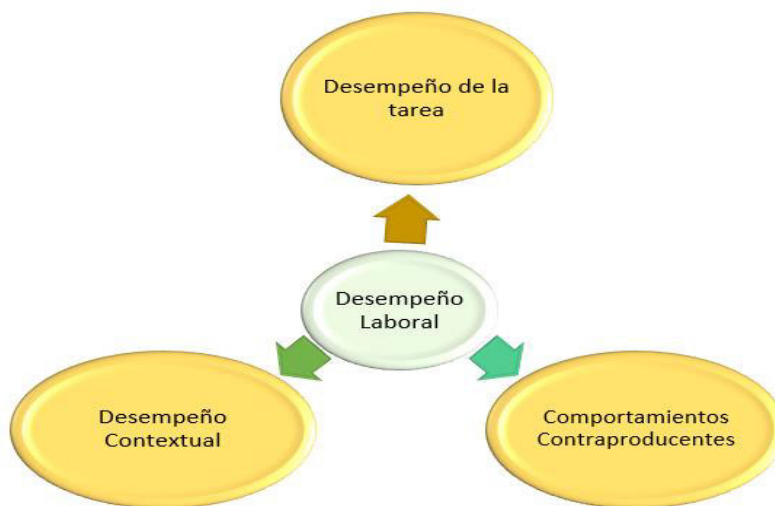 Desempeño de la
tarea
Desempeño
Laboral
Desempeño
Contextual
Comportamientos
Contraproducentes